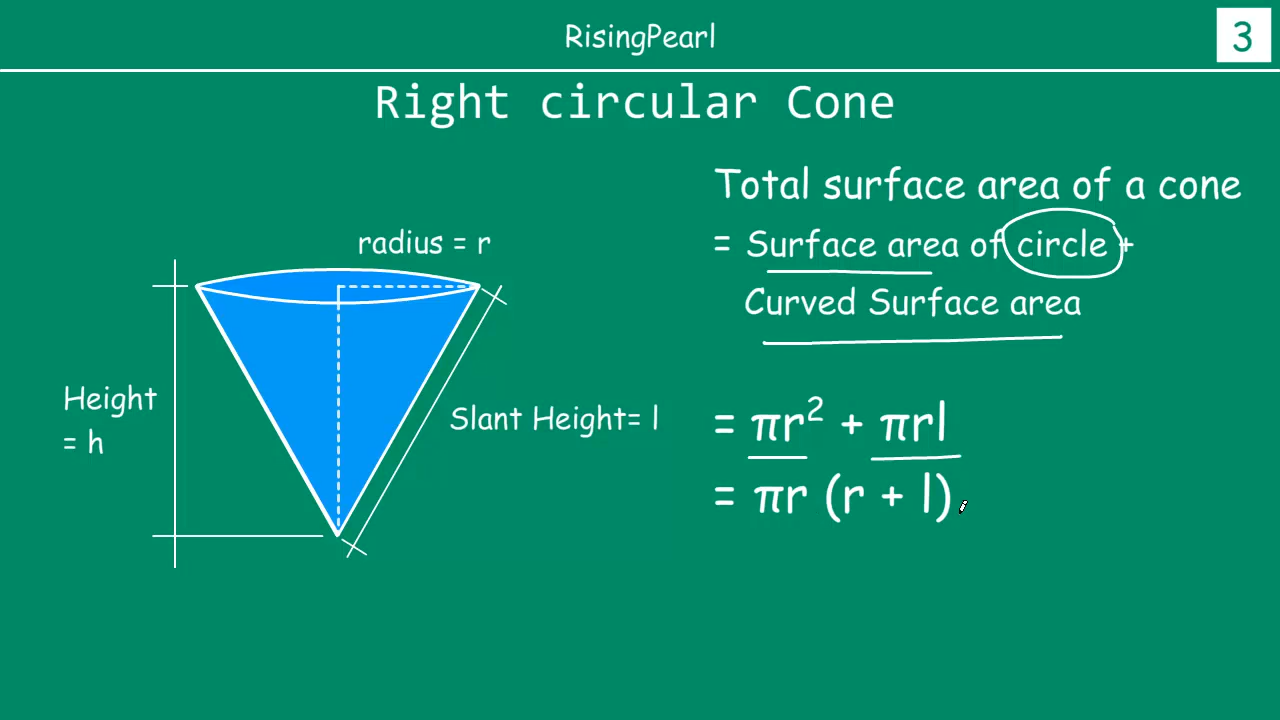 RisingPearl
3
Right circular Cone
Total surface area of a cone
= Surface area of circle +
Curved Surface area
radius = r
Height
= h
Slant Height= l
= πr² + πrl
= πr (r + l)